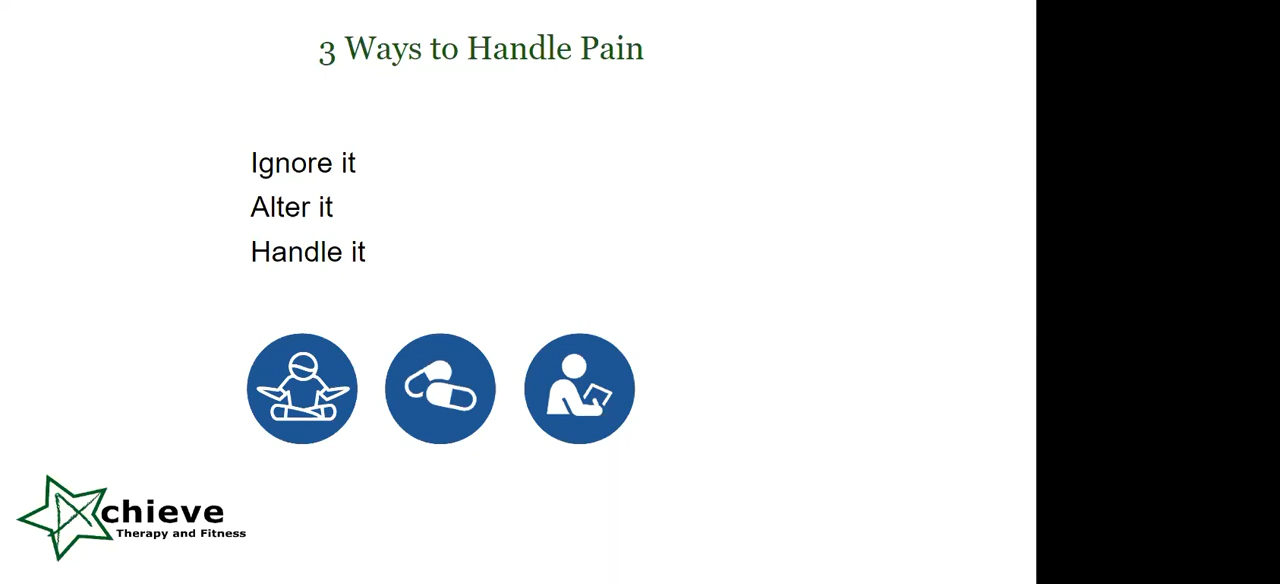 3 Ways to Handle Pain
Ignore it
Alter it
Handle it
chieve
Therapy and Fitness